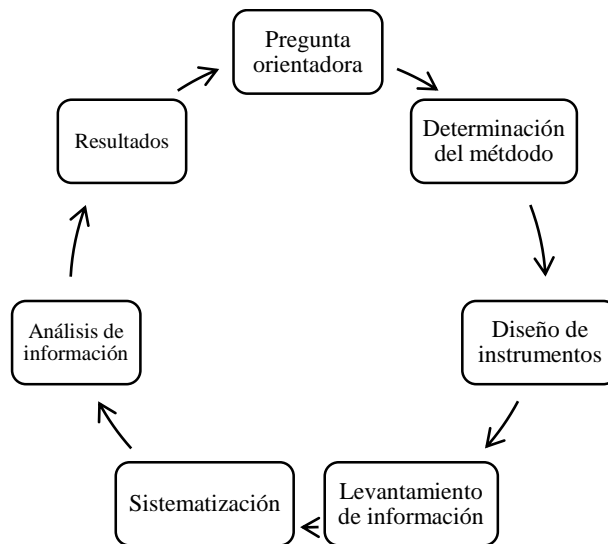 Pregunta
orientadora
Determinación
del métdodo
Diseño de
instrumentos
Levantamiento
de información
Sistematización
Análisis de
información
Resultados